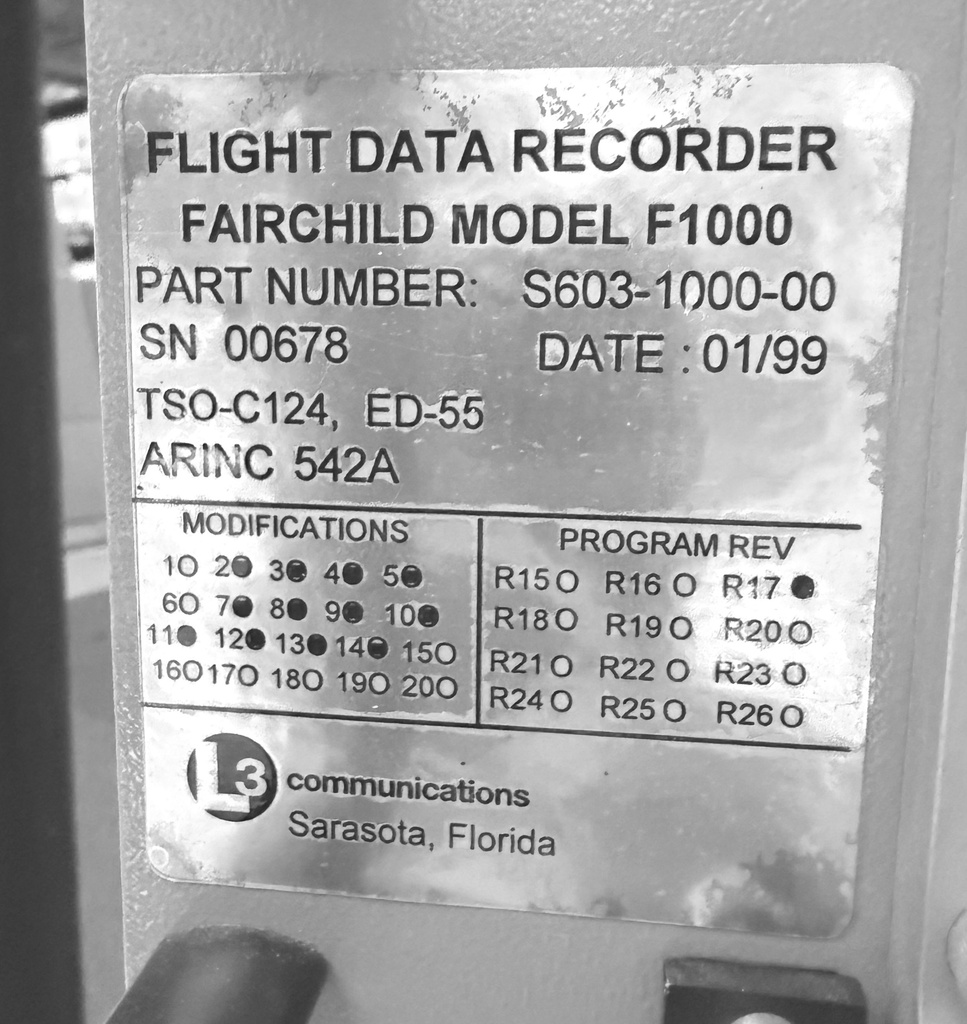 FLIGHT DATA RECORDER
FAIRCHILD MODEL F1000
PART NUMBER: S603-1000-00
SN 00678 DATE : 01/99
TSO-C124, ED-55
ARINC 542A
MODIFICATIONS
1○ 2● 3● 4● 5●
6○ 7● 8● 9● 10●
11● 12● 13● 14● 15○
16○ 17○ 18○ 19○ 20○
PROGRAM REV
R15○ R16○ R17●
R18○ R19○ R20○
R21○ R22○ R23○
R24○ R25○ R26○
L3 communications
Sarasota, Florida